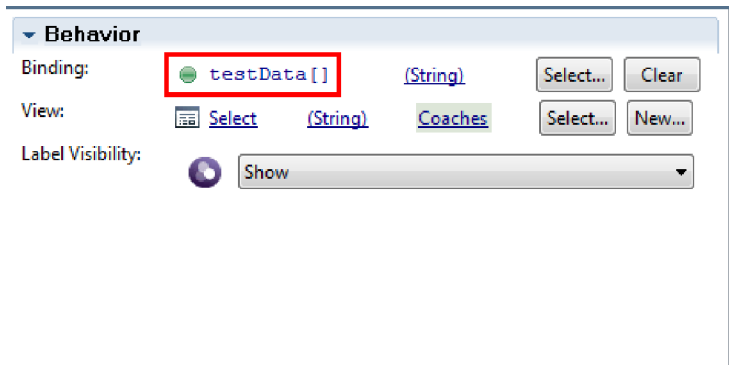 Behavior
Binding: testData[] (String) Select... Clear
View: Select (String) Coaches Select... New...
Label Visibility: Show